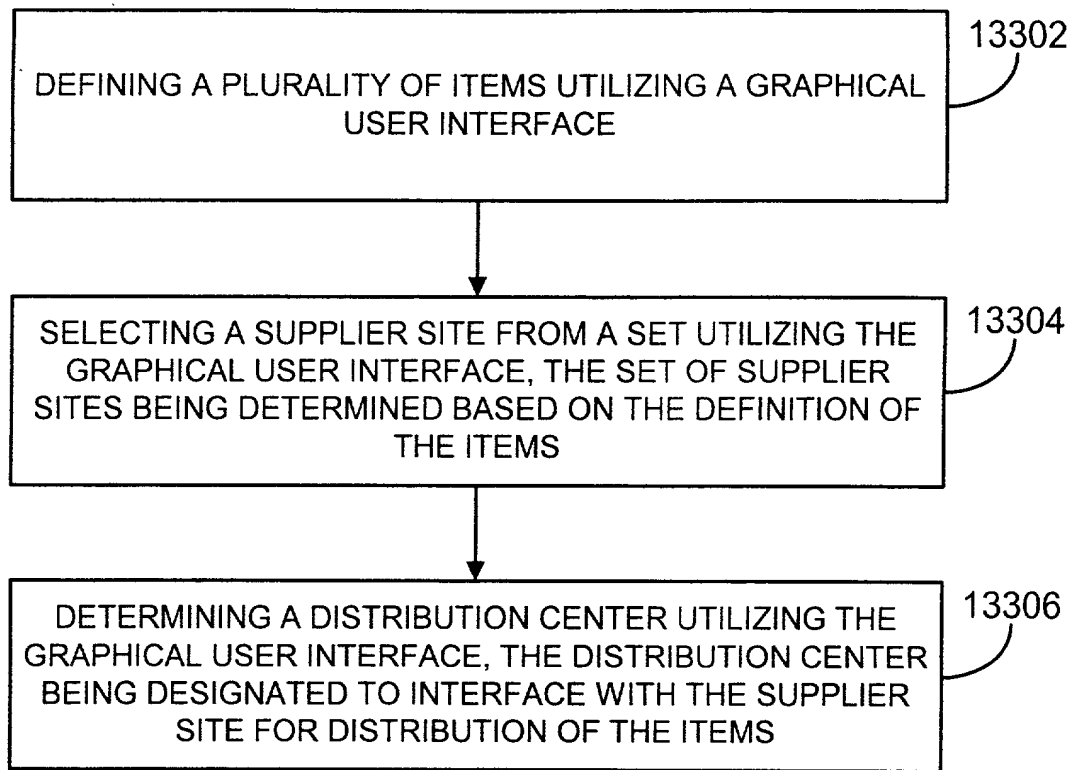 13302
DEFINING A PLURALITY OF ITEMS UTILIZING A GRAPHICAL
USER INTERFACE
13304
SELECTING A SUPPLIER SITE FROM A SET UTILIZING THE
GRAPHICAL USER INTERFACE, THE SET OF SUPPLIER
SITES BEING DETERMINED BASED ON THE DEFINITION OF
THE ITEMS
13306
DETERMINING A DISTRIBUTION CENTER UTILIZING THE
GRAPHICAL USER INTERFACE, THE DISTRIBUTION CENTER
BEING DESIGNATED TO INTERFACE WITH THE SUPPLIER
SITE FOR DISTRIBUTION OF THE ITEMS